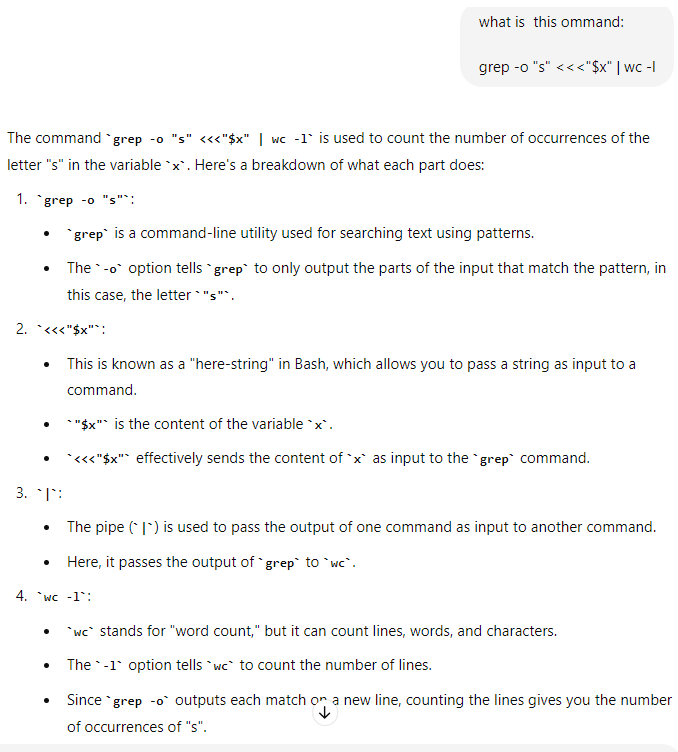 what is  this ommand:
grep -o "s" <<<"$x" | wc -l
The command `grep -o "s" <<<"$x" | wc -l` is used to count the number of occurrences of the
letter "s" in the variable `x`. Here's a breakdown of what each part does:
1. `grep -o "s"`:
• `grep` is a command-line utility used for searching text using patterns.
• The `-o` option tells `grep` to only output the parts of the input that match the pattern, in
this case, the letter `"s"`.
2. `<<<"$x"`:
• This is known as a "here-string" in Bash, which allows you to pass a string as input to a
command.
• `"$x"` is the content of the variable `x`.
• `<<<"$x"` effectively sends the content of `x` as input to the `grep` command.
3. `|`:
• The pipe (`|`) is used to pass the output of one command as input to another command.
• Here, it passes the output of `grep` to `wc`.
4. `wc -l`:
• `wc` stands for "word count," but it can count lines, words, and characters.
• The `-l` option tells `wc` to count the number of lines.
• Since `grep -o` outputs each match on a new line, counting the lines gives you the number
of occurrences of "s".